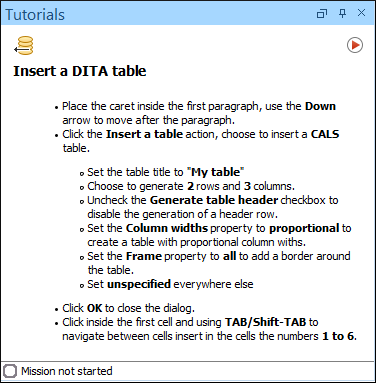 Tutorials
Insert a DITA table
• Place the caret inside the first paragraph, use the Down
arrow to move after the paragraph.
• Click the Insert a table action, choose to insert a CALS
table.
o Set the table title to "My table"
o Choose to generate 2 rows and 3 columns.
o Uncheck the Generate table header checkbox to
disable the generation of a header row.
o Set the Column widths property to proportional to
create a table with proportional column withs.
o Set the Frame property to all to add a border around
the table.
o Set unspecified everywhere else
• Click OK to close the dialog.
• Click inside the first cell and using TAB/Shift-TAB to
navigate between cells insert in the cells the numbers 1 to 6.
Mission not started